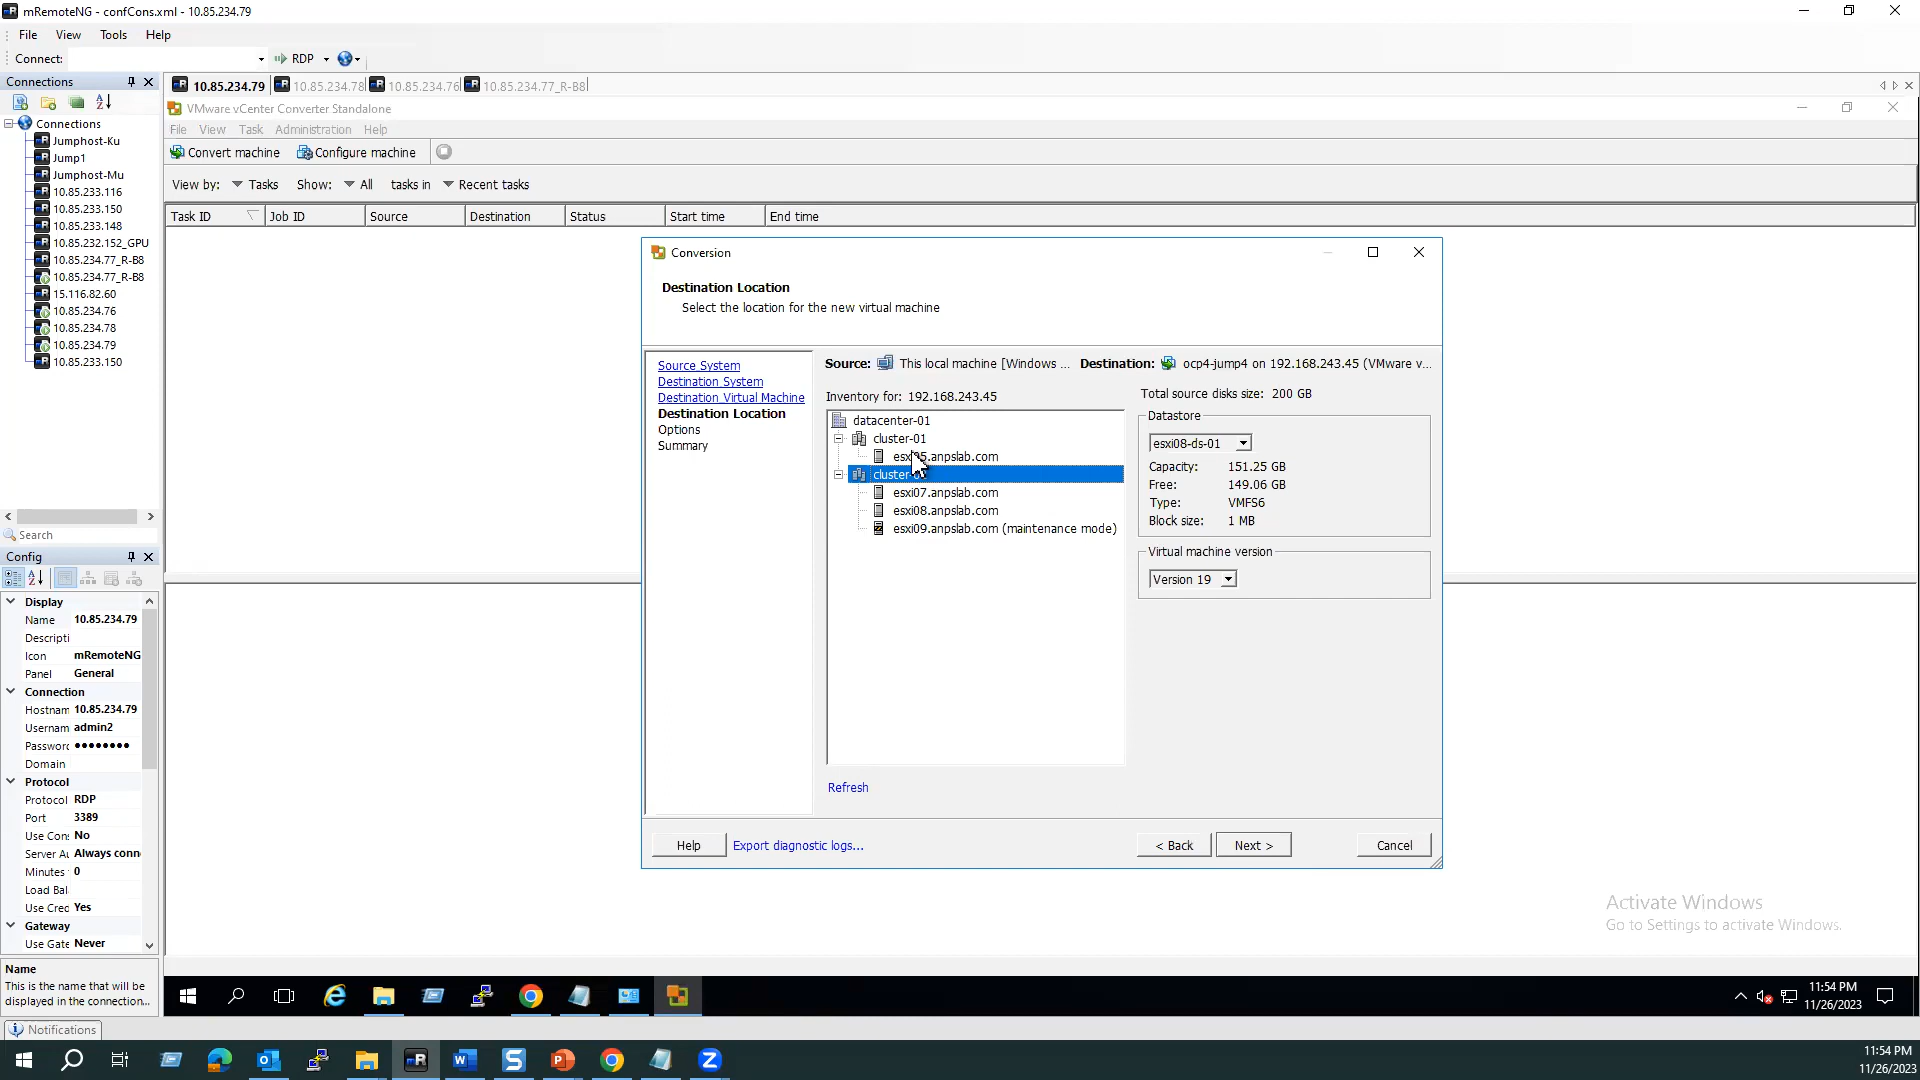 mRemoteNG - confCons.xml - 10.85.234.79
File View Tools Help
Connect: RDP
Connections
10.85.234.79 10.85.234.78 10.85.234.76 10.85.234.77_R-B8
VMware vCenter Converter Standalone
File View Task Administration Help
Convert machine Configure machine
View by: Tasks Show: All tasks in Recent tasks
Task ID Job ID Source Destination Status Start time End time
Connections
Jumphost-Ku
Jump1
Jumphost-Mu
10.85.233.116
10.85.233.150
10.85.233.148
10.85.232.152_GPU
10.85.234.77_R-B8
10.85.234.77_R-B8
15.116.82.60
10.85.234.76
10.85.234.78
10.85.234.79
10.85.233.150
Search
Config
Display
Name 10.85.234.79
Descripti
Icon mRemoteNG
Panel General
Connection
Hostnam 10.85.234.79
Usernam admin2
Password ●●●●●●●●
Domain
Protocol
Protocol RDP
Port 3389
Use Con: No
Server Au Always conn
Minutes 0
Load Bal
Use Cred Yes
Gateway
Use Gate Never
Name
This is the name that will be
displayed in the connection...
Notifications
Conversion
Destination Location
Select the location for the new virtual machine
Source System
Destination System
Destination Virtual Machine
Destination Location
Options
Summary
Source: This local machine [Windows ... Destination: ocp4-jump4 on 192.168.243.45 (VMware v...
Inventory for: 192.168.243.45
datacenter-01
cluster-01
.anpslab.com
cluster-
esxi07.anpslab.com
esxi08.anpslab.com
esxi09.anpslab.com (maintenance mode)
Refresh
Total source disks size: 200 GB
Datastore
esxi08-ds-01
Capacity: 151.25 GB
Free: 149.06 GB
Type: VMFS6
Block size: 1 MB
Virtual machine version
Version 19
Help Export diagnostic logs... < Back Next > Cancel
Activate Windows
Go to Settings to activate Windows.
11:54 PM
11/26/2023
11:54 PM
11/26/2023